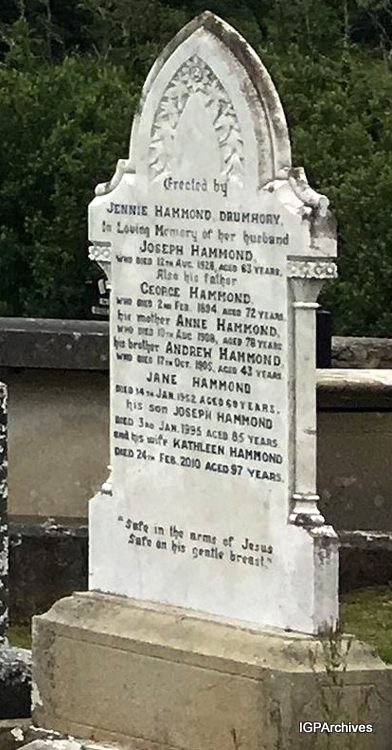 Erected by
JENNIE HAMMOND, DRUMHORY,
In Loving Memory of her husband
JOSEPH HAMMOND,
WHO DIED 12TH AUG. 1928, AGED 63 YEARS,
Also his father
GEORGE HAMMOND,
WHO DIED 2ND FEB. 1894, AGED 72 YEARS,
his mother ANNE HAMMOND,
WHO DIED 19TH AUG. 1908, AGED 78 YEARS
his brother ANDREW HAMMOND,
WHO DIED 17TH OCT. 1905, AGED 43 YEARS,
JANE HAMMOND
DIED 14TH JAN. 1952 AGED 69 YEARS.
his son JOSEPH HAMMOND
DIED 3RD JAN. 1995 AGED 85 YEARS
and his wife KATHLEEN HAMMOND
DIED 24TH FEB. 2010 AGED 97 YEARS.
"Safe in the arms of Jesus
Safe on his gentle breast."
IGPArchives